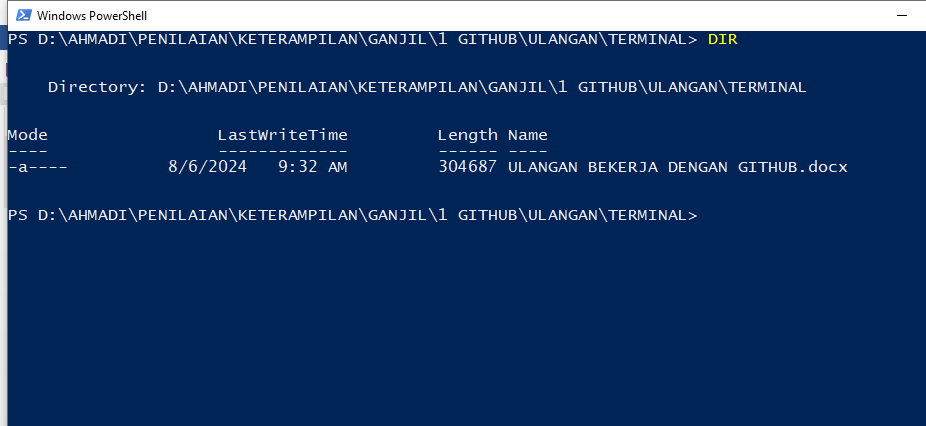 Windows PowerShell
PS D:\AHMADI\PENILAIAN\KETERAMPILAN\GANJIL\1 GITHUB\ULANGAN\TERMINAL> DIR
Directory: D:\AHMADI\PENILAIAN\KETERAMPILAN\GANJIL\1 GITHUB\ULANGAN\TERMINAL
Mode LastWriteTime Length Name
---- ------------- ------ ----
-a---- 8/6/2024 9:32 AM 304687 ULANGAN BEKERJA DENGAN GITHUB.docx
PS D:\AHMADI\PENILAIAN\KETERAMPILAN\GANJIL\1 GITHUB\ULANGAN\TERMINAL>